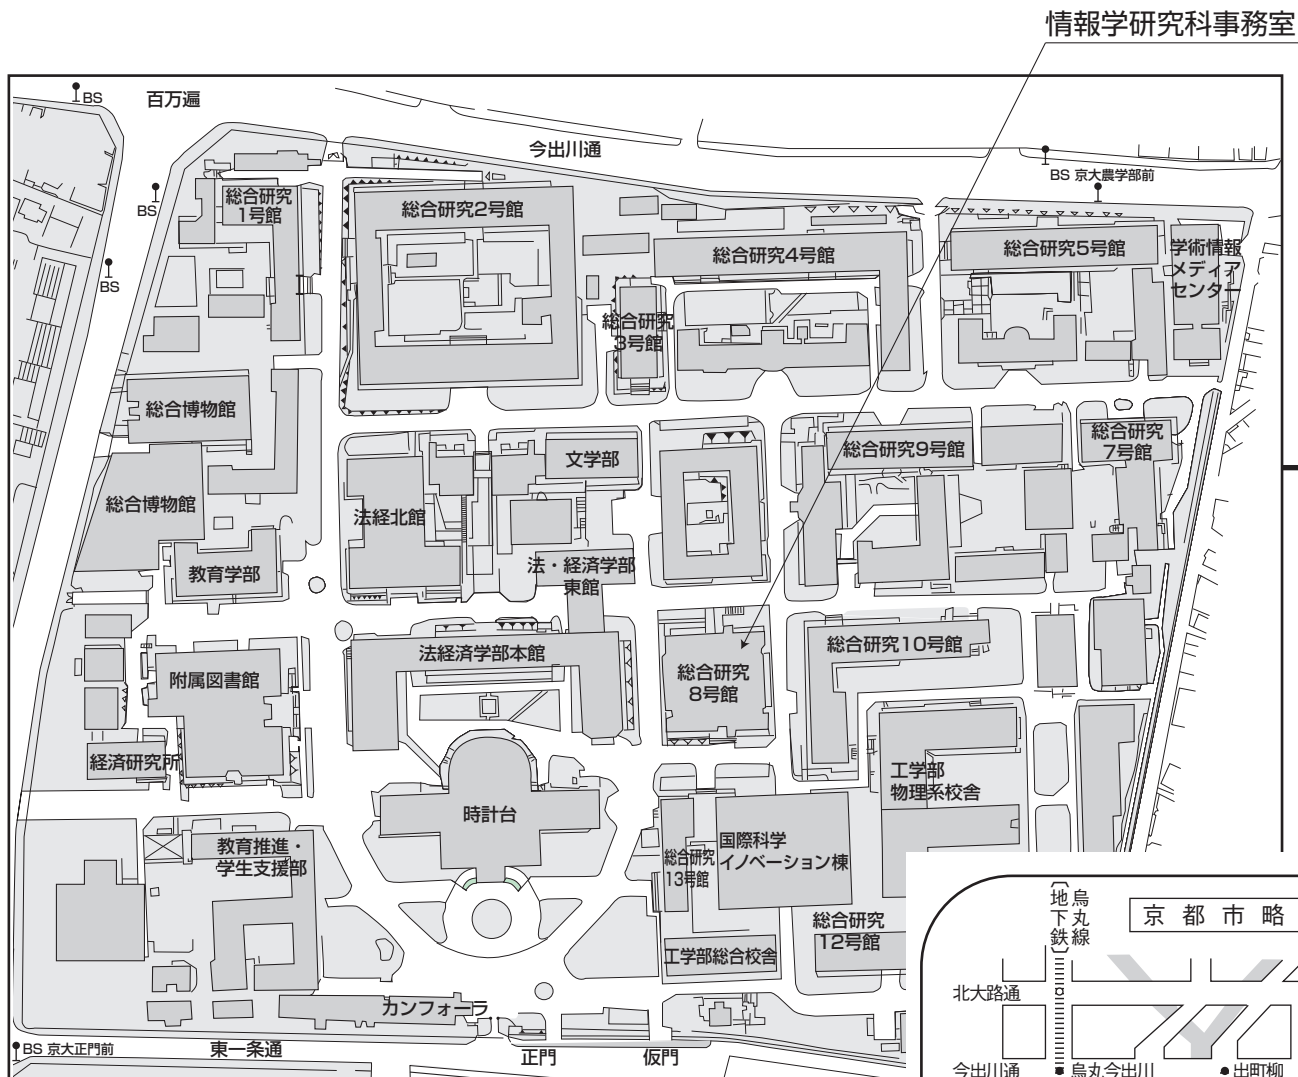 情報学研究科事務室
BS
百万遍
今出川通
BS 京大農学部前
BS
BS
総合研究
1号館
総合研究2号館
総合研究4号館
総合研究5号館
学術情報
メディア
センター
総合研究
3号館
総合博物館
文学部
総合研究9号館
総合研究
7号館
総合博物館
法経北館
教育学部
法・経済学部
東館
法経済学部本館
総合研究10号館
附属図書館
総合研究
8号館
経済研究所
工学部
物理系校舎
時計台
教育推進・
学生支援部
総合研究
13号館
国際科学
イノベーション棟
総合研究
12号館
工学部総合校舎
カンフォーラ
BS 京大正門前
東一条通
正門
仮門
地下鉄
烏丸線
京都市略
北大路通
今出川通
烏丸今出川
出町柳